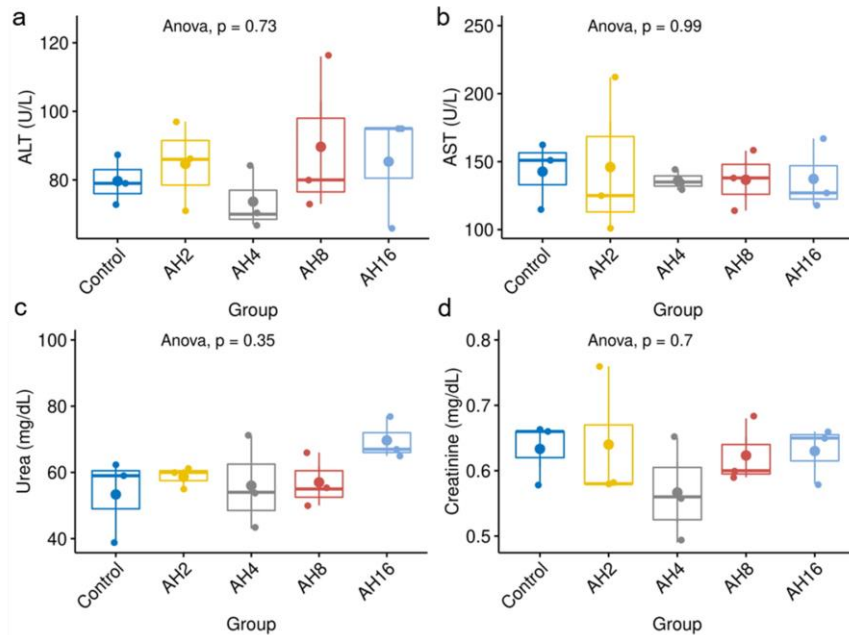 a
Anova, p = 0.73
120
100
80
ALT (U/L)
Control
AH2
AH4
AH8
AH16
Group
b
Anova, p = 0.99
250
200
150
100
AST (U/L)
Control
AH2
AH4
AH8
AH16
Group
c
Anova, p = 0.35
100
80
60
40
Urea (mg/dL)
Control
AH2
AH4
AH8
AH16
Group
d
Anova, p = 0.7
0.8
0.7
0.6
0.5
Creatinine (mg/dL)
Control
AH2
AH4
AH8
AH16
Group